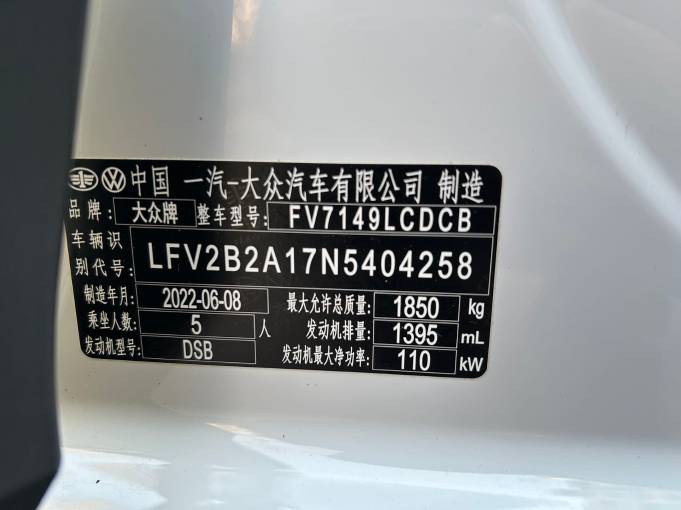 中国 一汽-大众汽车有限公司 制造
品牌: 大众牌 整车型号: FV7149LCDCB
车辆识别代号: LFV2B2A17N5404258
制造年月: 2022-06-08 最大允许总质量: 1850 kg
乘坐人数: 5 人 发动机排量: 1395 mL
发动机型号: DSB 发动机最大净功率: 110 kW